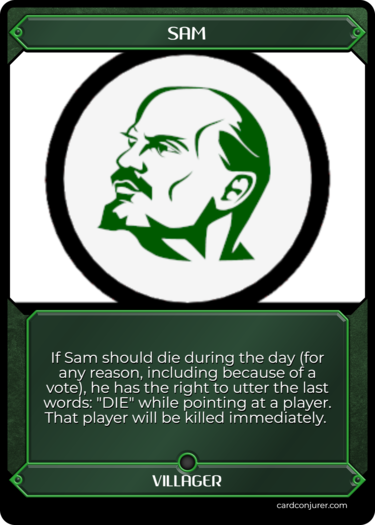 SAM
If Sam should die during the day (for
any reason, including because of a
vote), he has the right to utter the last
words: "DIE" while pointing at a player.
That player will be killed immediately.
VILLAGER
cardconjurer.com